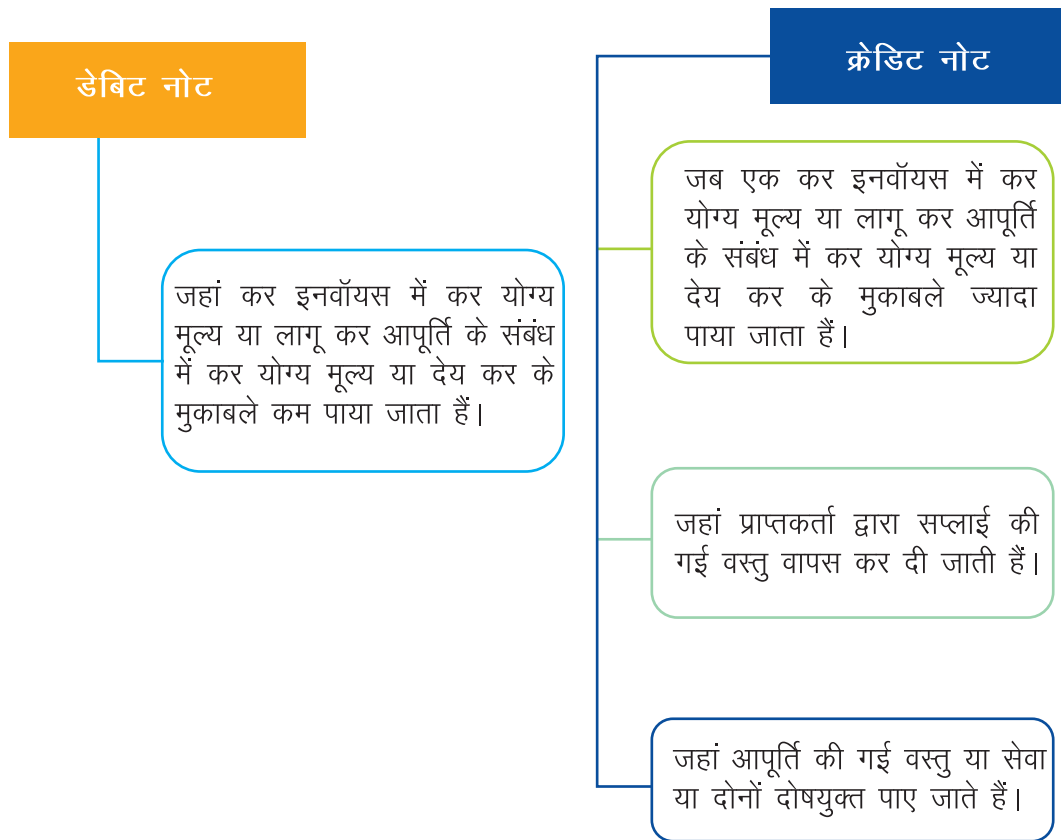 डेबिट नोट
जहां कर इनवॉयस में कर योग्य
मूल्य या लागू कर आपूर्ति के संबंध
में कर योग्य मूल्य या देय कर के
मुकाबले कम पाया जाता हैं।
क्रेडिट नोट
जब एक कर इनवॉयस में कर
योग्य मूल्य या लागू कर आपूर्ति
के संबंध में कर योग्य मूल्य या
देय कर के मुकाबले ज्यादा
पाया जाता हैं।
जहां प्राप्तकर्ता द्वारा सप्लाई की
गई वस्तु वापस कर दी जाती हैं।
जहां आपूर्ति की गई वस्तु या सेवा
या दोनों दोषयुक्त पाए जाते हैं।